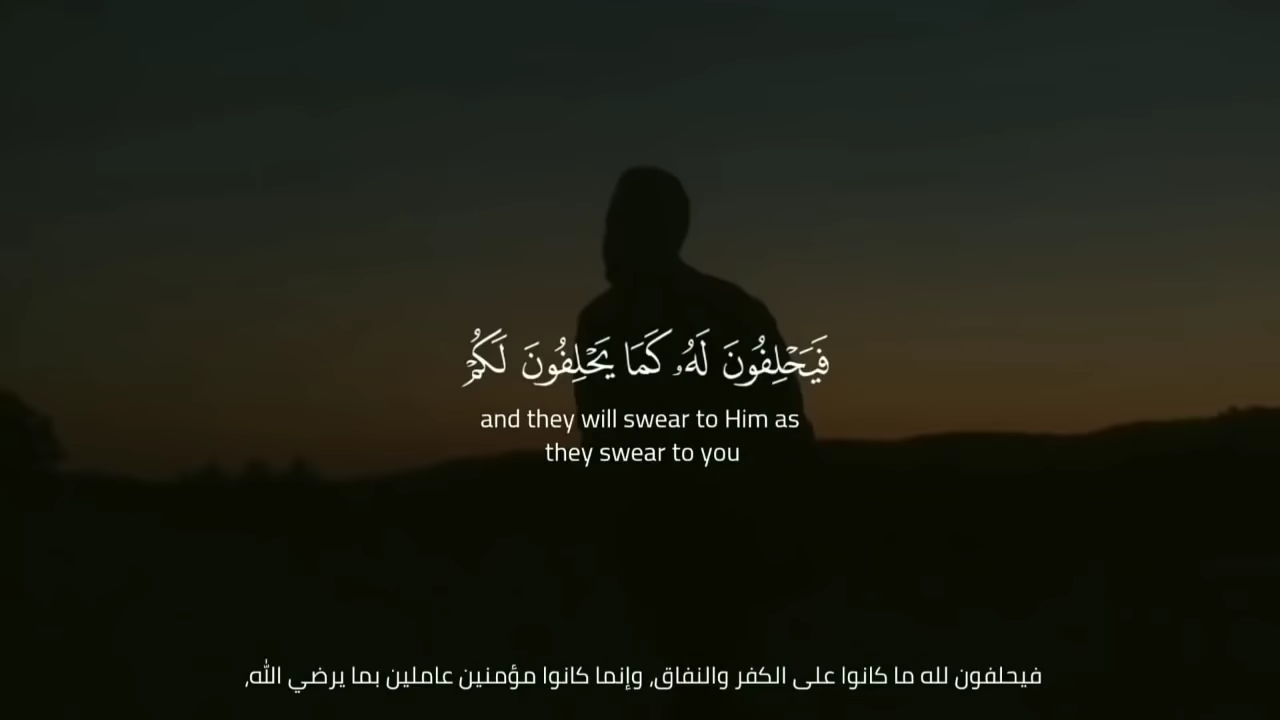 فَيَحْلِفُونَ لَهُۥ كَمَا يَحْلِفُونَ لَكُمْ
and they will swear to Him as
they swear to you
فيحلفون لله ما كانوا على الكفر والنفاق، وإنما كانوا مؤمنين عاملين بما يرضي الله،